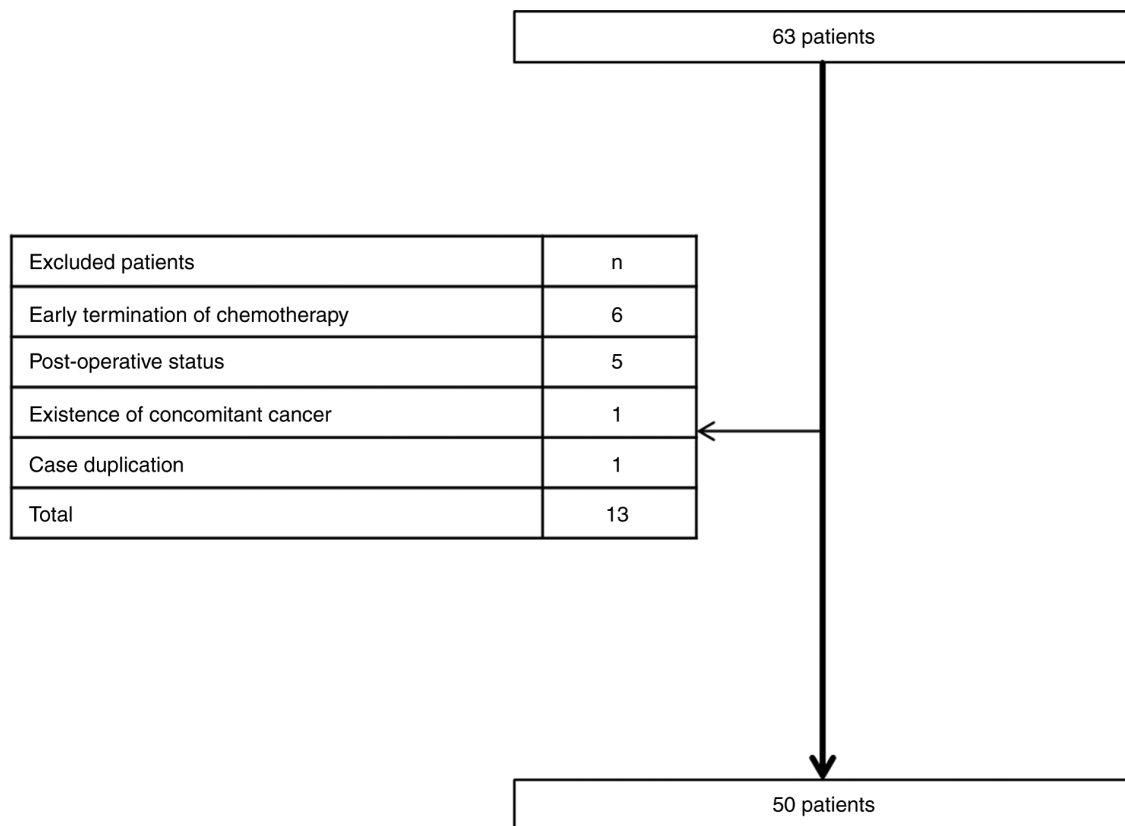 63 patients
Excluded patients n
Early termination of chemotherapy 6
Post-operative status 5
Existence of concomitant cancer 1
Case duplication 1
Total 13
50 patients